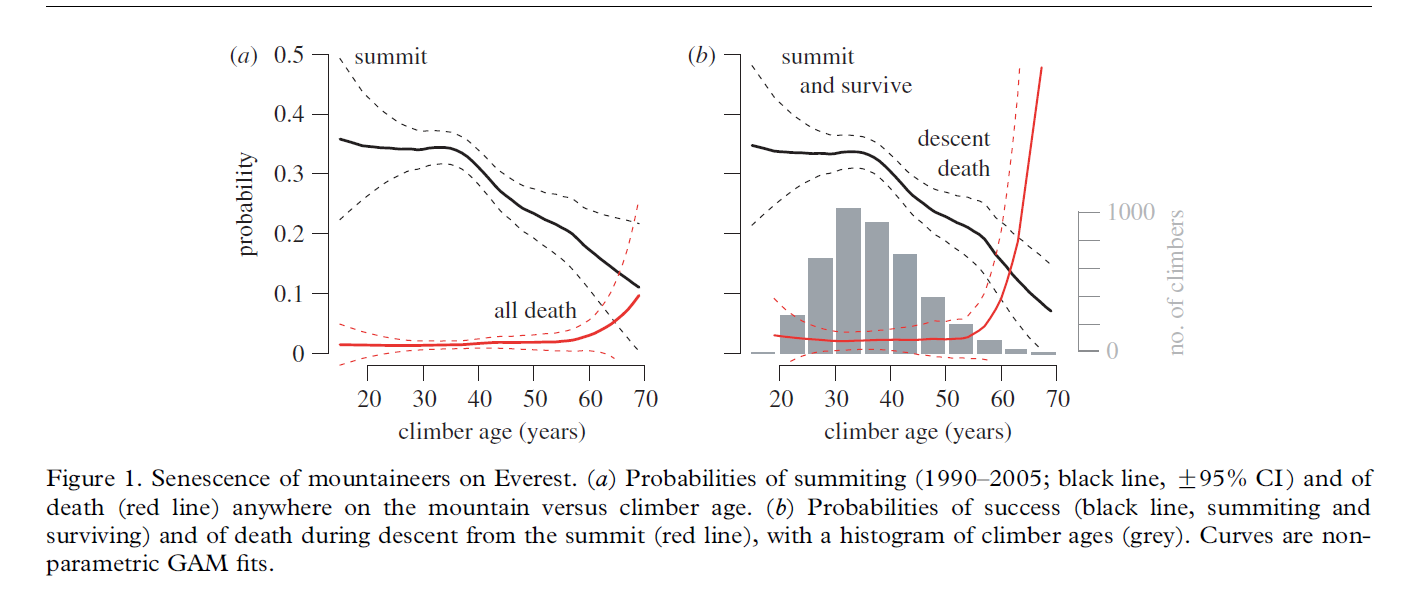 (a)
0.5
0.4
0.3
0.2
0.1
0
probability
summit
all death
20 30 40 50 60 70
climber age (years)
(b)
summit
and survive
descent
death
1000
0
no. of climbers
20 30 40 50 60 70
climber age (years)
Figure 1. Senescence of mountaineers on Everest. (a) Probabilities of summiting (1990–2005; black line, ±95% CI) and of
death (red line) anywhere on the mountain versus climber age. (b) Probabilities of success (black line, summiting and
surviving) and of death during descent from the summit (red line), with a histogram of climber ages (grey). Curves are non-
parametric GAM fits.